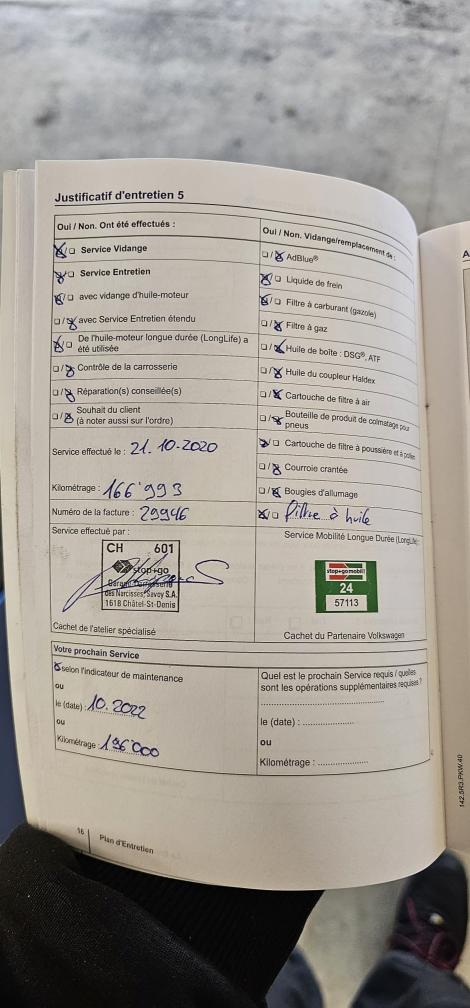 Justificatif d'entretien 5
Oui / Non. Ont été effectués :
Service Vidange
Service Entretien
avec vidange d'huile-moteur
avec Service Entretien étendu
De l'huile-moteur longue durée (LongLife) a
été utilisée
Contrôle de la carrosserie
Réparation(s) conseillée(s)
Souhait du client
(à noter aussi sur l'ordre)
Service effectué le : 21.10.2020
Kilométrage : 166'993
Numéro de la facture : 29946
Service effectué par :
CH 601
stop+go
des Narcisses, Savoy S.A.
1618 Châtel-St-Denis
Cachet de l'atelier spécialisé
Oui / Non. Vidange/remplacement de :
AdBlue®
Liquide de frein
Filtre à carburant (gazole)
Filtre à gaz
Huile de boîte : DSG®, ATF
Huile du coupleur Haldex
Cartouche de filtre à air
Bouteille de produit de colmatage pour
pneus
Cartouche de filtre à poussière et à pollen
Courroie crantée
Bougies d'allumage
Filtre à huile
Service Mobilité Longue Durée (LongLife)
stop+go mobil
24
57113
Cachet du Partenaire Volkswagen
Votre prochain Service
selon l'indicateur de maintenance
ou
le (date) : 10.2022
ou
Kilométrage : 196'000
Quel est le prochain Service requis / quelles
sont les opérations supplémentaires requises ?
le (date) :
ou
Kilométrage :
16 Plan d'Entretien
142.5R3.PKW.40
A